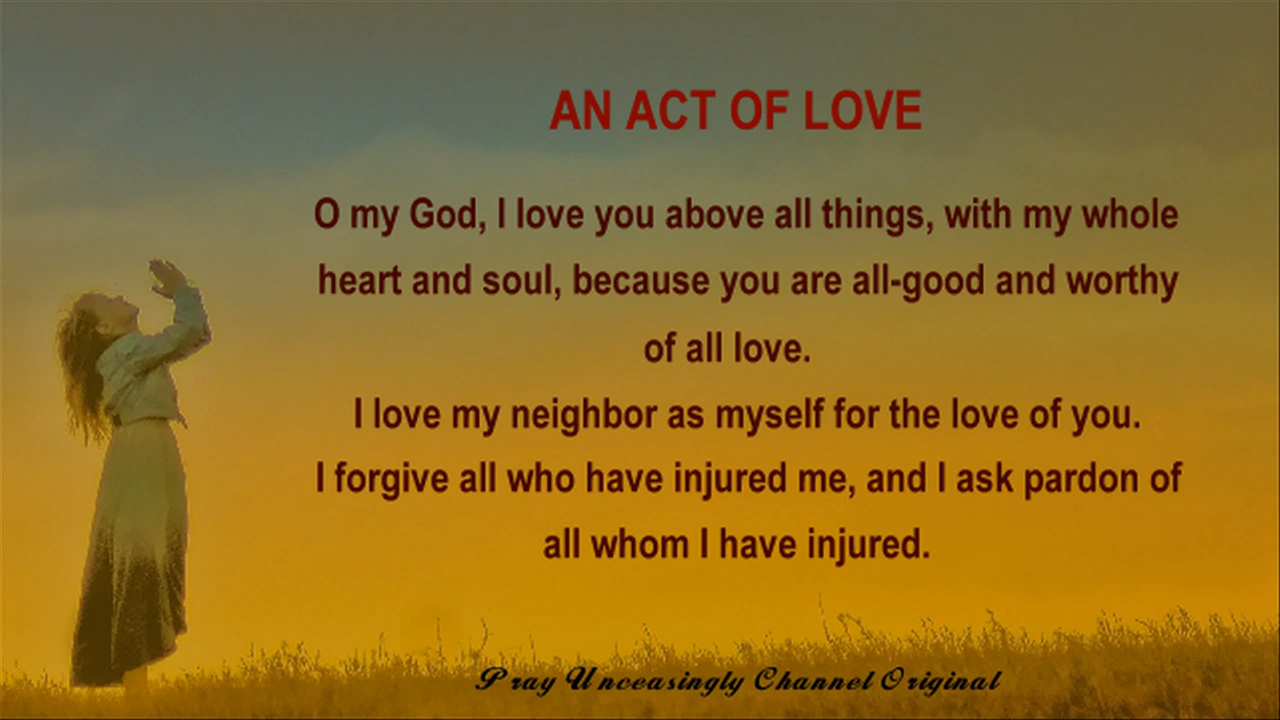 AN ACT OF LOVE
O my God, I love you above all things, with my whole
heart and soul, because you are all-good and worthy
of all love.
I love my neighbor as myself for the love of you.
I forgive all who have injured me, and I ask pardon of
all whom I have injured.
Pray Unceasingly Channel Original